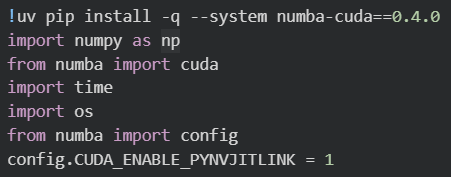 !uv pip install -q --system numba-cuda==0.4.0
import numpy as np
from numba import cuda
import time
import os
from numba import config
config.CUDA_ENABLE_PYNVJITLINK = 1